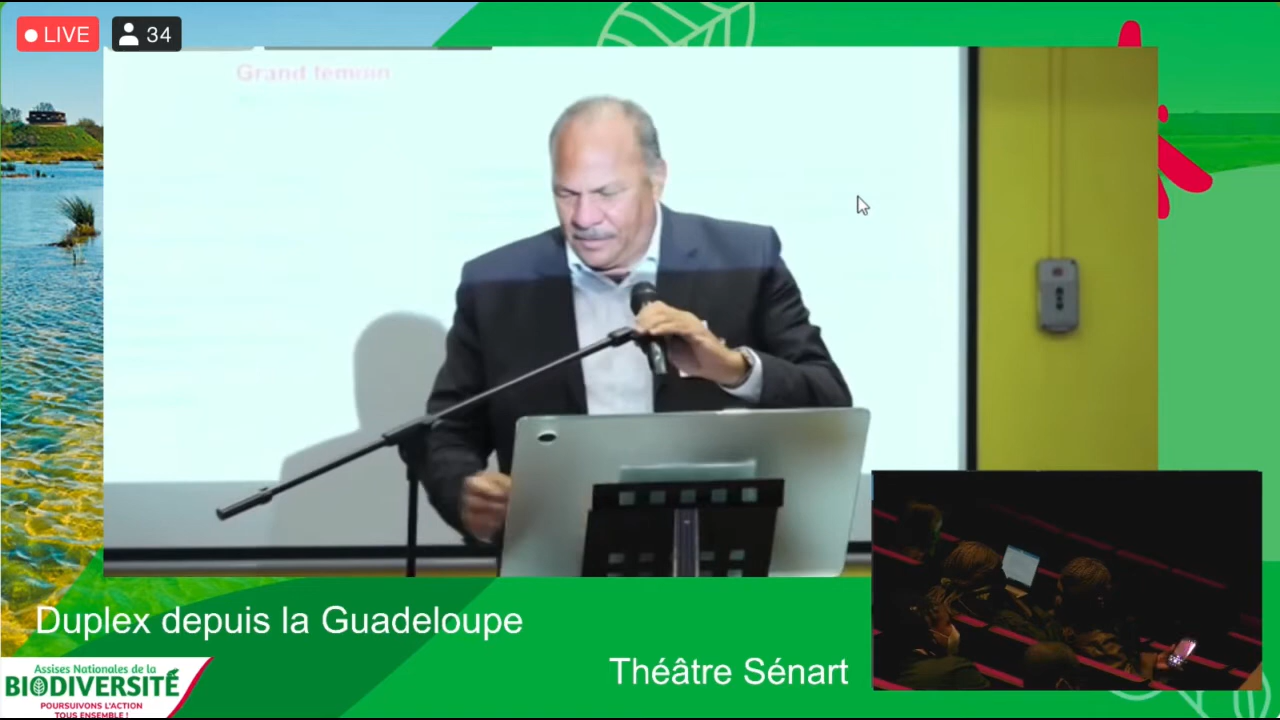 LIVE
34
Grand temoin
Duplex depuis la Guadeloupe
Théâtre Sénart
Assises Nationales de la
BIODIVERSITÉ
POURSUIVONS L'ACTION
TOUS ENSEMBLE !